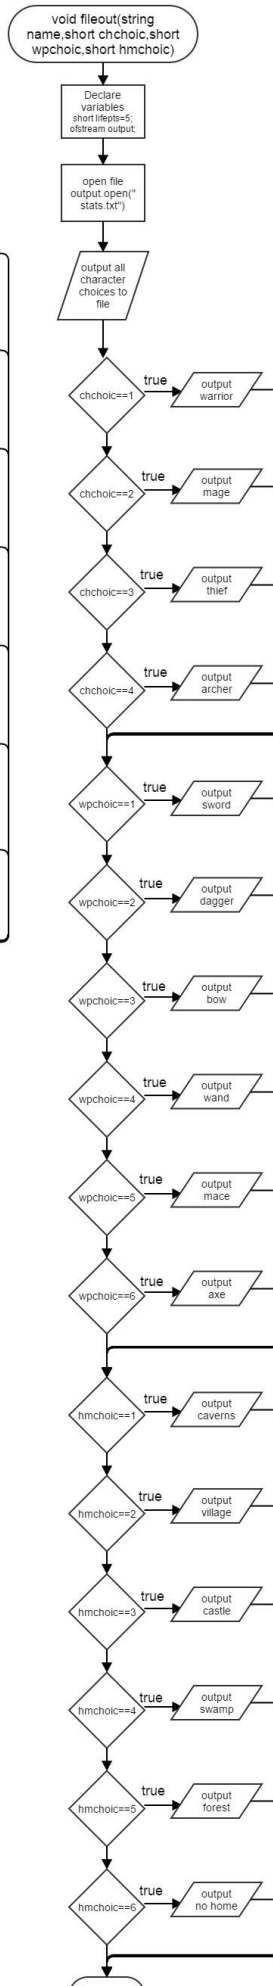 void fileout(string
name,short chchoic,short
wpchoic,short hmchoic)
Declare
variables
short lifepts=5;
ofstream output;
open file
output.open("
stats.txt")
output all
character
choices to
file
chchoic==1
true
output
warrior
chchoic==2
true
output
mage
chchoic==3
true
output
thief
chchoic==4
true
output
archer
wpchoic==1
true
output
sword
wpchoic==2
true
output
dagger
wpchoic==3
true
output
bow
wpchoic==4
true
output
wand
wpchoic==5
true
output
mace
wpchoic==6
true
output
axe
hmchoic==1
true
output
caverns
hmchoic==2
true
output
village
hmchoic==3
true
output
castle
hmchoic==4
true
output
swamp
hmchoic==5
true
output
forest
hmchoic==6
true
output
no home